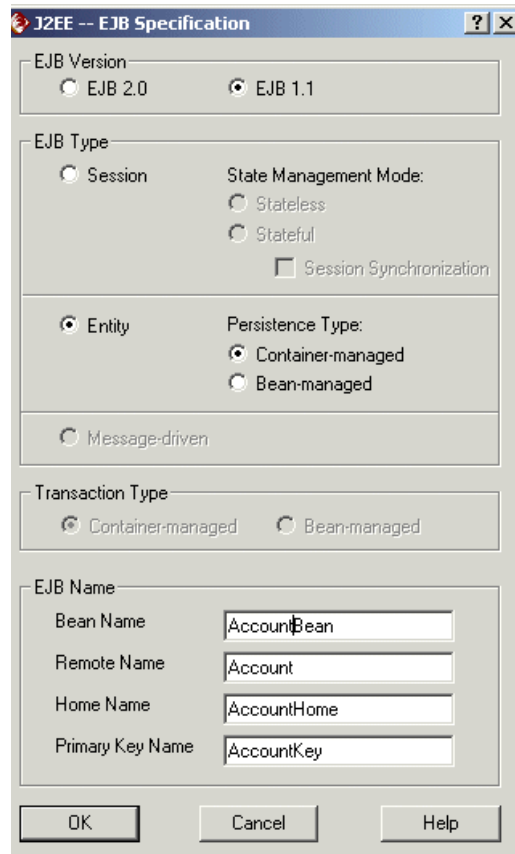 J2EE -- EJB Specification
EJB Version
EJB 2.0 EJB 1.1
EJB Type
Session State Management Mode:
Stateless
Stateful
Session Synchronization
Entity Persistence Type:
Container-managed
Bean-managed
Message-driven
Transaction Type
Container-managed Bean-managed
EJB Name
Bean Name AccountBean
Remote Name Account
Home Name AccountHome
Primary Key Name AccountKey
OK Cancel Help